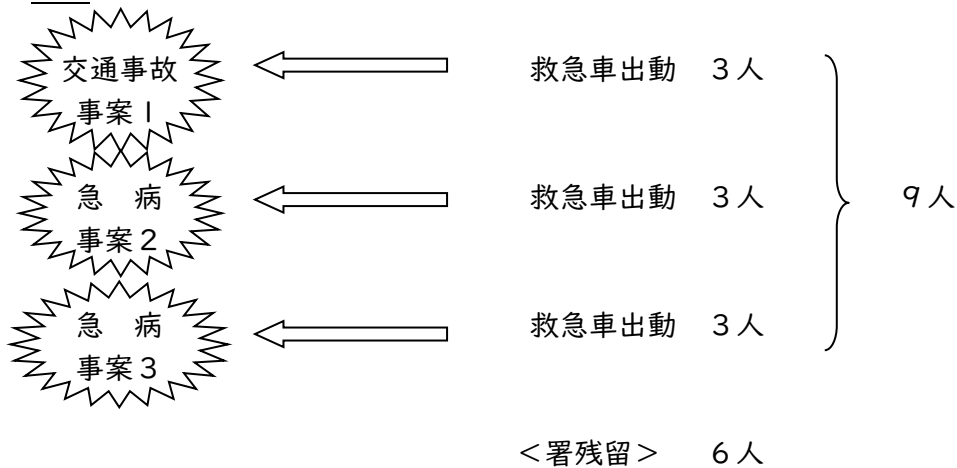 交通事故 救急車出動 3人
事案1
急 病 救急車出動 3人 9人
事案2
急 病 救急車出動 3人
事案3
＜署残留＞ 6人